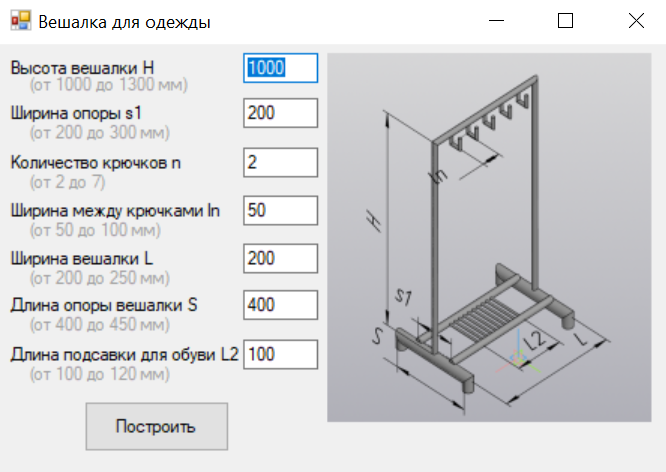 Вешалка для одежды
Высота вешалки H
1000
(от 1000 до 1300 мм)
Ширина опоры s1
200
(от 200 до 300 мм)
Количество крючков n
2
(от 2 до 7)
Ширина между крючками ln
50
(от 50 до 100 мм)
Ширина вешалки L
200
(от 200 до 250 мм)
Длина опоры вешалки S
400
(от 400 до 450 мм)
Длина подсавки для обуви L2
100
(от 100 до 120 мм)
Построить
ln
H
s1
S
L2
L